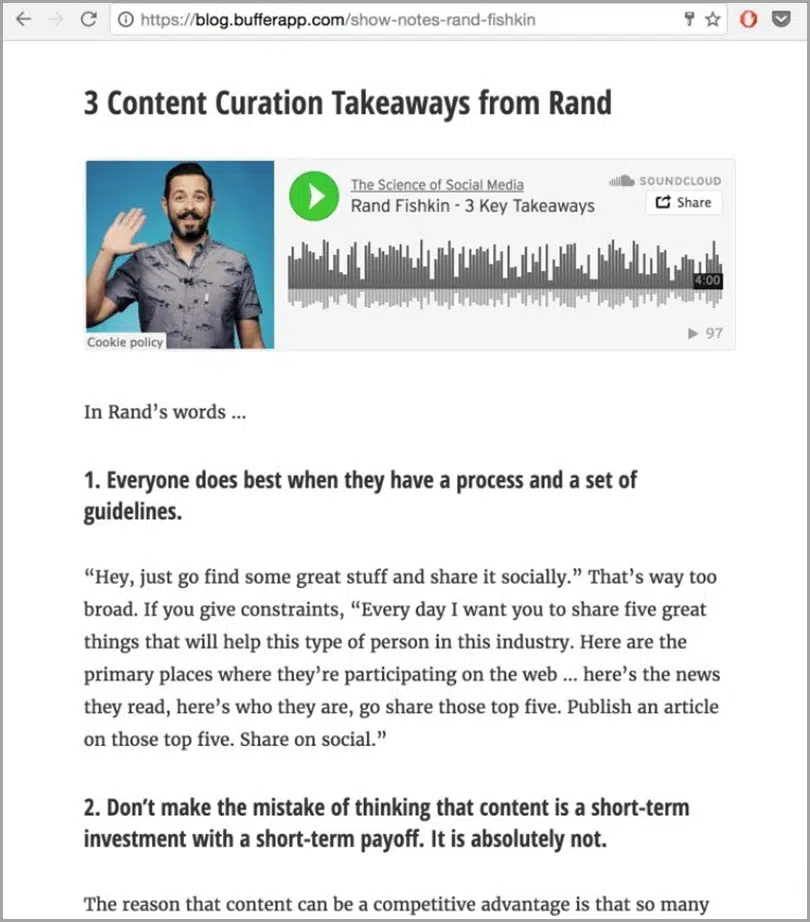 https://blog.bufferapp.com/show-notes-rand-fishkin
3 Content Curation Takeaways from Rand
The Science of Social Media
SOUNDCLOUD
Rand Fishkin - 3 Key Takeaways
Share
4:00
Cookie policy
97
In Rand’s words ...
1. Everyone does best when they have a process and a set of
guidelines.
“Hey, just go find some great stuff and share it socially.” That’s way too
broad. If you give constraints, “Every day I want you to share five great
things that will help this type of person in this industry. Here are the
primary places where they’re participating on the web ... here’s the news
they read, here’s who they are, go share those top five. Publish an article
on those top five. Share on social.”
2. Don’t make the mistake of thinking that content is a short-term
investment with a short-term payoff. It is absolutely not.
The reason that content can be a competitive advantage is that so many